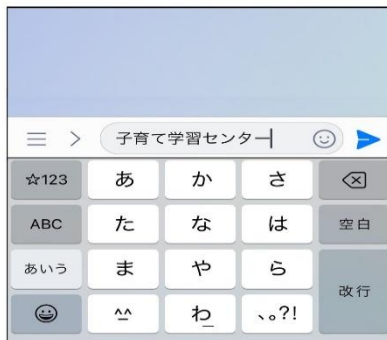 子育て学習センター
☆123 あ か さ
ABC た な は 空白
あいう ま や ら
改行
^^ わ 、。?!